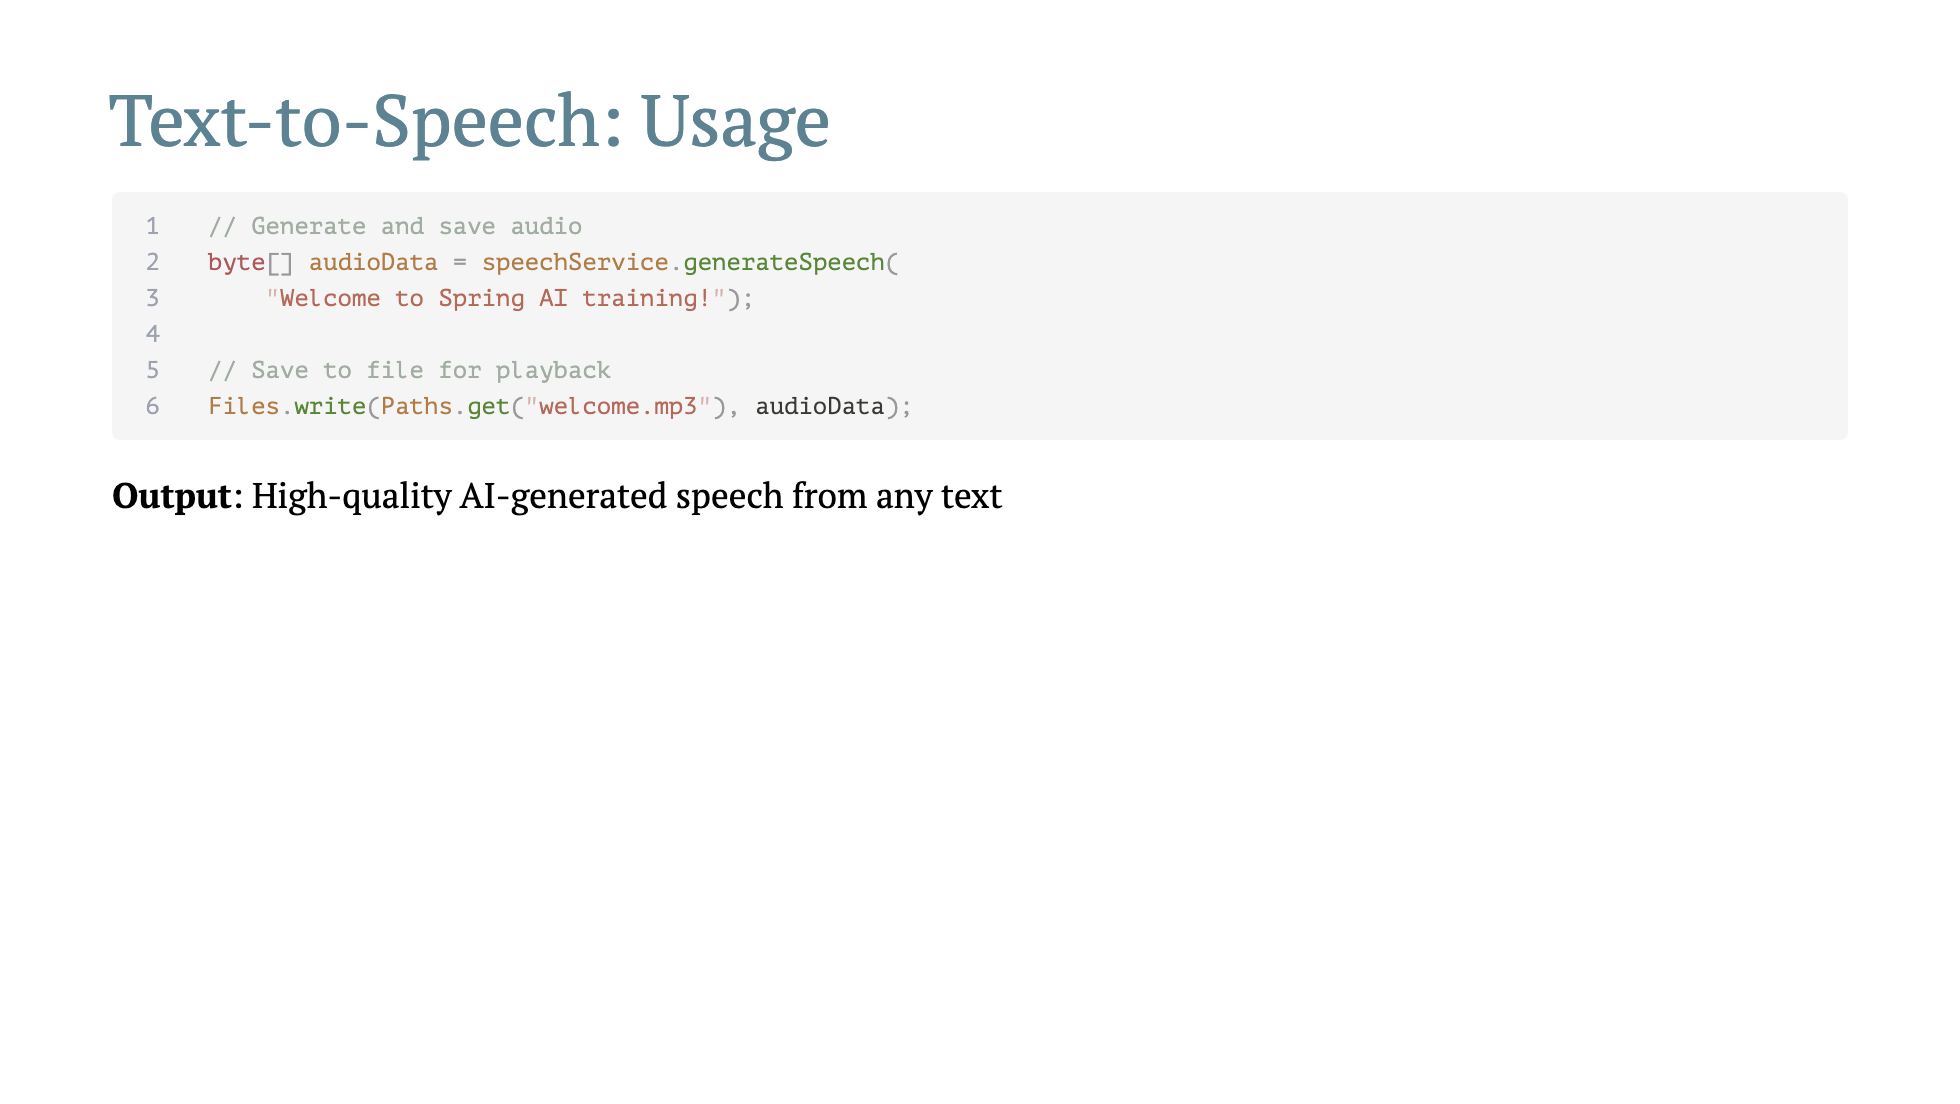 Text-to-Speech: Usage
1 // Generate and save audio
2 byte[] audioData = speechService.generateSpeech(
3     "Welcome to Spring AI training!");
4
5 // Save to file for playback
6 Files.write(Paths.get("welcome.mp3"), audioData);
Output: High-quality AI-generated speech from any text